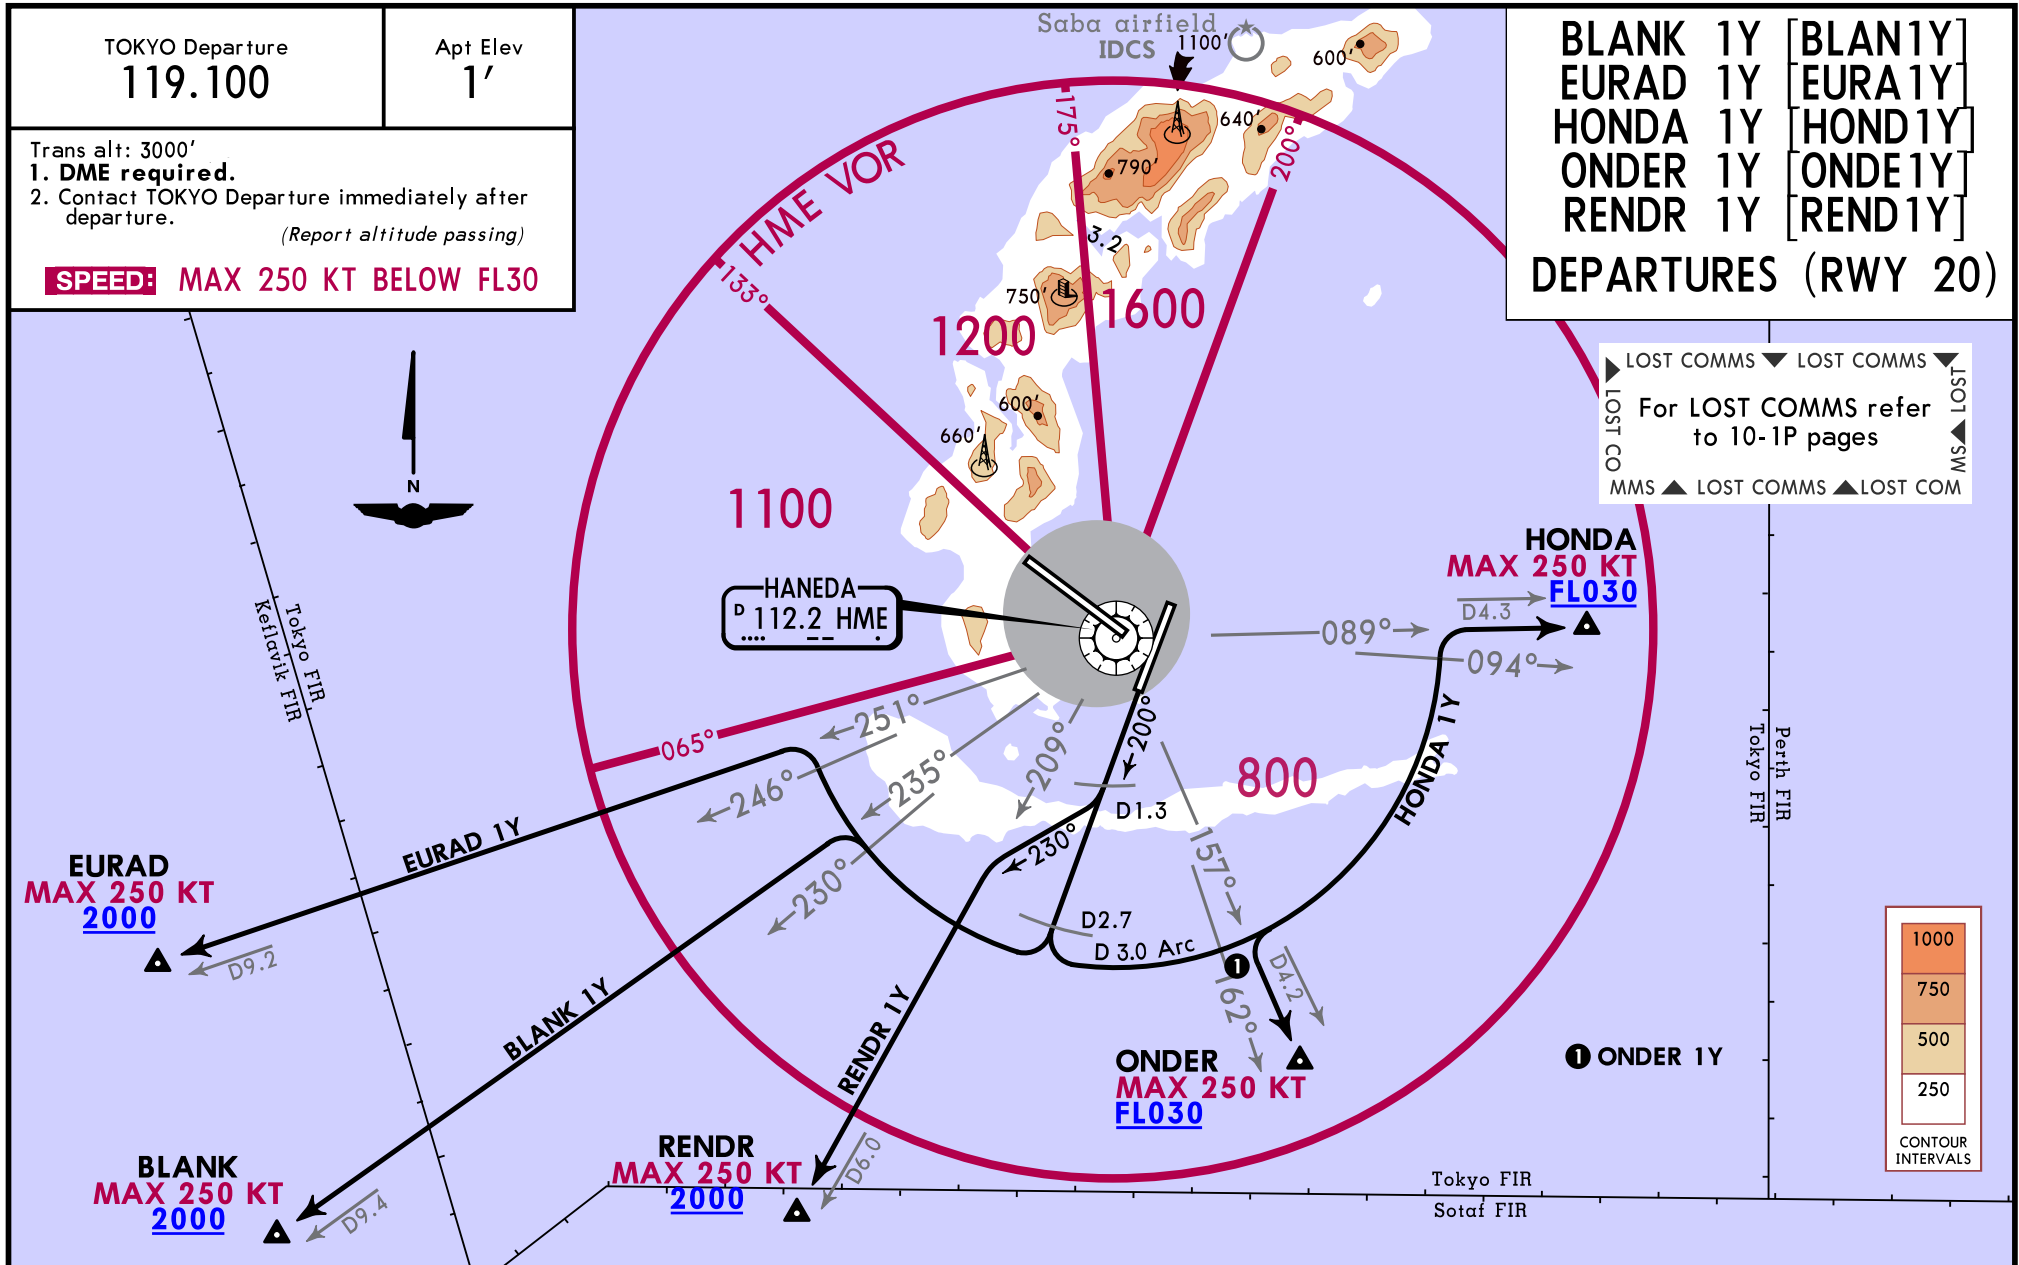 TOKYO Departure
119.100
Apt Elev
1'
Trans alt: 3000'
1. DME required.
2. Contact TOKYO Departure immediately after
departure.
(Report altitude passing)
SPEED: MAX 250 KT BELOW FL30
BLANK 1Y [BLAN1Y]
EURAD 1Y [EURA1Y]
HONDA 1Y [HOND1Y]
ONDER 1Y [ONDE1Y]
RENDR 1Y [REND1Y]
DEPARTURES (RWY 20)
LOST COMMS LOST COMMS
LOST COMMS LOST COMMS LOST COMMS LOST
For LOST COMMS refer
to 10-1P pages
Saba airfield
IDCS
1100'
600'
640'
790'
3.2
750'
600'
660'
HME VOR
175°
200°
133°
065°
1200
1600
1100
800
N
HANEDA
D 112.2 HME
Tokyo FIR
Keflavik FIR
Perth FIR
Tokyo FIR
Tokyo FIR
Sotaf FIR
HONDA
MAX 250 KT
FL030
D4.3
089°
094°
HONDA 1Y
251°
246°
235°
230°
209°
200°
D1.3
230°
157°
162°
D2.7
D 3.0 Arc
1
D4.2
ONDER
MAX 250 KT
FL030
1 ONDER 1Y
EURAD 1Y
EURAD
MAX 250 KT
2000
D9.2
BLANK 1Y
BLANK
MAX 250 KT
2000
D9.4
RENDR 1Y
RENDR
MAX 250 KT
2000
D6.0
1000
750
500
250
CONTOUR
INTERVALS